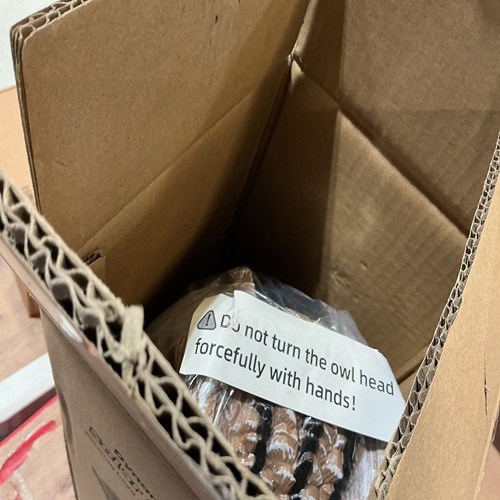 ⚠ Do not turn the owl head
forcefully with hands!